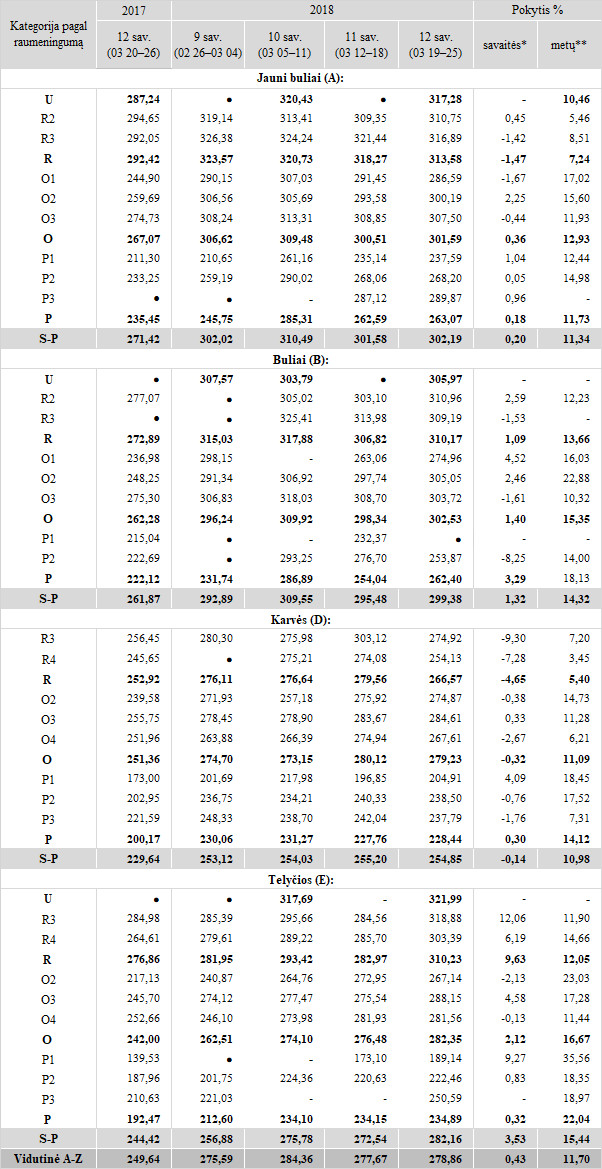 Kategorija pagal raumeningumą 2017 2018 Pokytis %
12 sav. (03 20–26) 9 sav. (02 26–03 04) 10 sav. (03 05–11) 11 sav. (03 12–18) 12 sav. (03 19–25) savaitės* metų**
Jauni buliai (A):
U 287,24 ● 320,43 ● 317,28 - 10,46
R2 294,65 319,14 313,41 309,35 310,75 0,45 5,46
R3 292,05 326,38 324,24 321,44 316,89 -1,42 8,51
R 292,42 323,57 320,73 318,27 313,58 -1,47 7,24
O1 244,90 290,15 307,03 291,45 286,59 -1,67 17,02
O2 259,69 306,56 305,69 293,58 300,19 2,25 15,60
O3 274,73 308,24 313,31 308,85 307,50 -0,44 11,93
O 267,07 306,62 309,48 300,51 301,59 0,36 12,93
P1 211,30 210,65 261,16 235,14 237,59 1,04 12,44
P2 233,25 259,19 290,02 268,06 268,20 0,05 14,98
P3 ● ● - 287,12 289,87 0,96 -
P 235,45 245,75 285,31 262,59 263,07 0,18 11,73
S-P 271,42 302,02 310,49 301,58 302,19 0,20 11,34
Buliai (B):
U ● 307,57 303,79 ● 305,97 - -
R2 277,07 ● 305,02 303,10 310,96 2,59 12,23
R3 ● ● 325,41 313,98 309,19 -1,53 -
R 272,89 315,03 317,88 306,82 310,17 1,09 13,66
O1 236,98 298,15 - 263,06 274,96 4,52 16,03
O2 248,25 291,34 306,92 297,74 305,05 2,46 22,88
O3 275,30 306,83 318,03 308,70 303,72 -1,61 10,32
O 262,28 296,24 309,92 298,34 302,53 1,40 15,35
P1 215,04 ● - 232,37 ● - -
P2 222,69 ● 293,25 276,70 253,87 -8,25 14,00
P 222,12 231,74 286,89 254,04 262,40 3,29 18,13
S-P 261,87 292,89 309,55 295,48 299,38 1,32 14,32
Karvės (D):
R3 256,45 280,30 275,98 303,12 274,92 -9,30 7,20
R4 245,65 ● 275,21 274,08 254,13 -7,28 3,45
R 252,92 276,11 276,64 279,56 266,57 -4,65 5,40
O2 239,58 271,93 257,18 275,92 274,87 -0,38 14,73
O3 255,75 278,45 278,90 283,67 284,61 0,33 11,28
O4 251,96 263,88 266,39 274,94 267,61 -2,67 6,21
O 251,36 274,70 273,15 280,12 279,23 -0,32 11,09
P1 173,00 201,69 217,98 196,85 204,91 4,09 18,45
P2 202,95 236,75 234,21 240,33 238,50 -0,76 17,52
P3 221,59 248,33 238,70 242,04 237,79 -1,76 7,31
P 200,17 230,06 231,27 227,76 228,44 0,30 14,12
S-P 229,64 253,12 254,03 255,20 254,85 -0,14 10,98
Telyčios (E):
U ● ● 317,69 - 321,99 - -
R3 284,98 285,39 295,66 284,56 318,88 12,06 11,90
R4 264,61 279,61 289,22 285,70 303,39 6,19 14,66
R 276,86 281,95 293,42 282,97 310,23 9,63 12,05
O2 217,13 240,87 264,76 272,95 267,14 -2,13 23,03
O3 245,70 274,12 277,47 275,54 288,15 4,58 17,28
O4 252,66 246,10 273,98 281,93 281,56 -0,13 11,44
O 242,00 262,51 274,10 276,48 282,35 2,12 16,67
P1 139,53 ● - 173,10 189,14 9,27 35,56
P2 187,96 201,75 224,36 220,63 222,46 0,83 18,35
P3 210,63 221,03 - - 250,59 - 18,97
P 192,47 212,60 234,10 234,15 234,89 0,32 22,04
S-P 244,42 256,88 275,78 272,54 282,16 3,53 15,44
Vidutinė A-Z 249,64 275,59 284,36 277,67 278,86 0,43 11,70